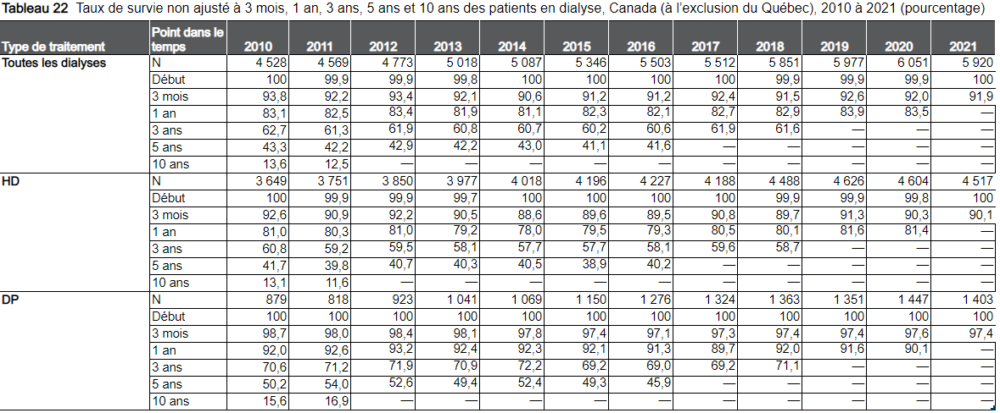 Tableau 22 Taux de survie non ajusté à 3 mois, 1 an, 3 ans, 5 ans et 10 ans des patients en dialyse, Canada (à l’exclusion du Québec), 2010 à 2021 (pourcentage)
Type de traitement Point dans le temps 2010 2011 2012 2013 2014 2015 2016 2017 2018 2019 2020 2021
Toutes les dialyses N 4 528 4 569 4 773 5 018 5 087 5 346 5 503 5 512 5 851 5 977 6 051 5 920
Début 100 99,9 99,9 99,8 100 100 100 100 99,9 99,9 99,9 100
3 mois 93,8 92,2 93,4 92,1 90,6 91,2 91,2 92,4 91,5 92,6 92,0 91,9
1 an 83,1 82,5 83,4 81,9 81,1 82,3 82,1 82,7 82,9 83,9 83,5 —
3 ans 62,7 61,3 61,9 60,8 60,7 60,2 60,6 61,9 61,6 — — —
5 ans 43,3 42,2 42,9 42,2 43,0 41,1 41,6 — — — — —
10 ans 13,6 12,5 — — — — — — — — — —
HD N 3 649 3 751 3 850 3 977 4 018 4 196 4 227 4 188 4 488 4 626 4 604 4 517
Début 100 99,9 99,9 99,7 100 100 100 100 99,9 99,9 99,8 100
3 mois 92,6 90,9 92,2 90,5 88,6 89,6 89,5 90,8 89,7 91,3 90,3 90,1
1 an 81,0 80,3 81,0 79,2 78,0 79,5 79,3 80,5 80,1 81,6 81,4 —
3 ans 60,8 59,2 59,5 58,1 57,7 57,7 58,1 59,6 58,7 — — —
5 ans 41,7 39,8 40,7 40,3 40,5 38,9 40,2 — — — — —
10 ans 13,1 11,6 — — — — — — — — — —
DP N 879 818 923 1 041 1 069 1 150 1 276 1 324 1 363 1 351 1 447 1 403
Début 100 100 100 100 100 100 100 100 100 100 100 100
3 mois 98,7 98,0 98,4 98,1 97,8 97,4 97,1 97,3 97,4 97,4 97,6 97,4
1 an 92,0 92,6 93,2 92,4 92,3 92,1 91,3 89,7 92,0 91,6 90,1 —
3 ans 70,6 71,2 71,9 70,9 72,2 69,2 69,0 69,2 71,1 — — —
5 ans 50,2 54,0 52,6 49,4 52,4 49,3 45,9 — — — — —
10 ans 15,6 16,9 — — — — — — — — — —